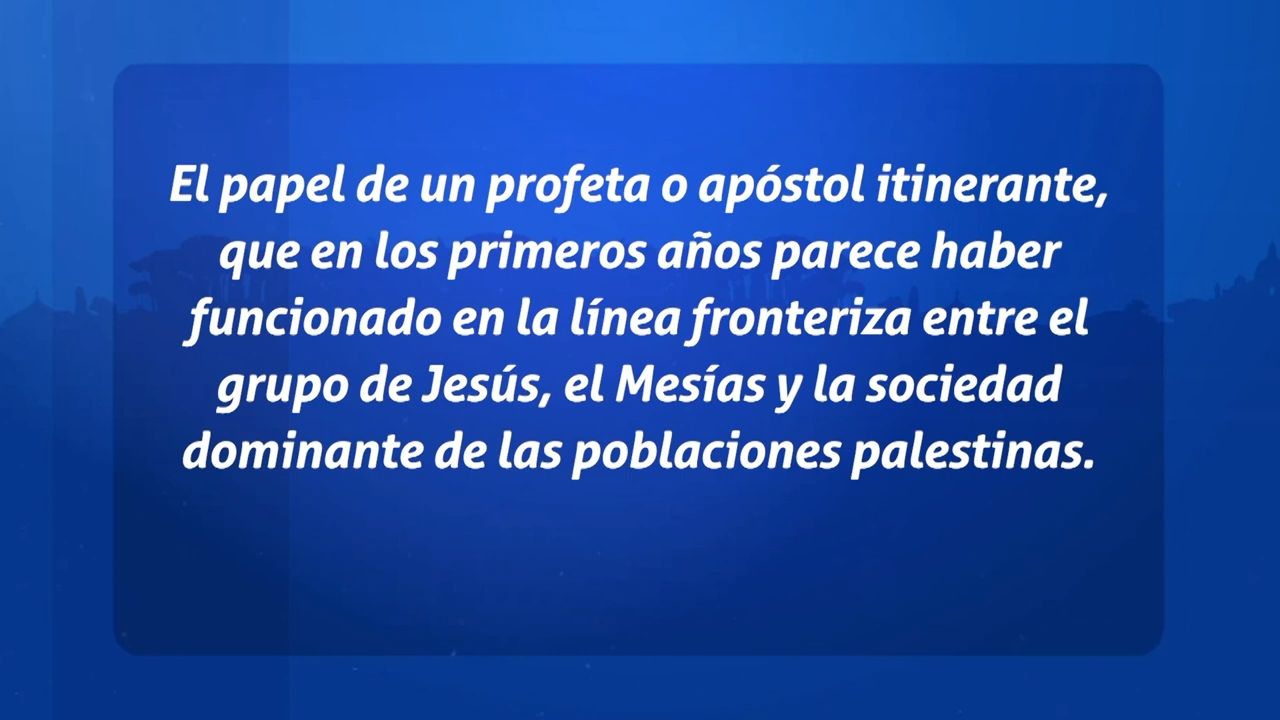 El papel de un profeta o apóstol itinerante,
que en los primeros años parece haber
funcionado en la línea fronteriza entre el
grupo de Jesús, el Mesías y la sociedad
dominante de las poblaciones palestinas.